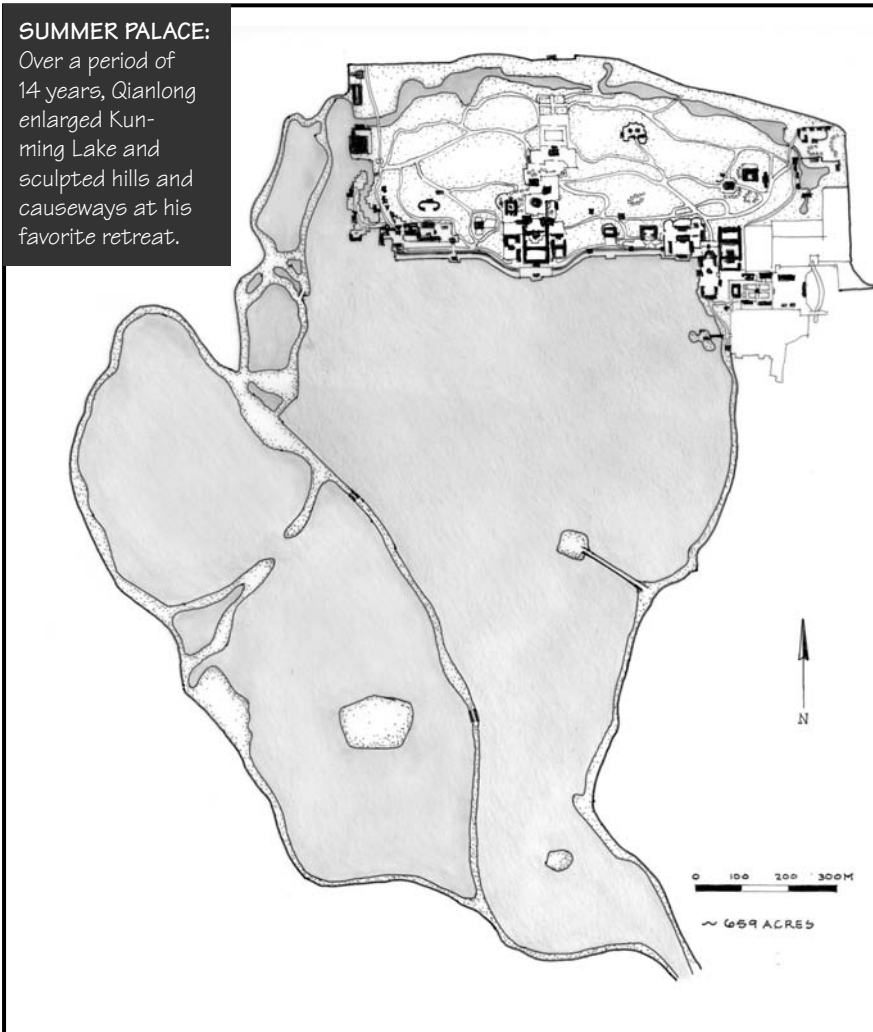 SUMMER PALACE:
Over a period of
14 years, Qianlong
enlarged Kun-
ming Lake and
sculpted hills and
causeways at his
favorite retreat.
N
0 100 200 300M
~ 659 ACRES